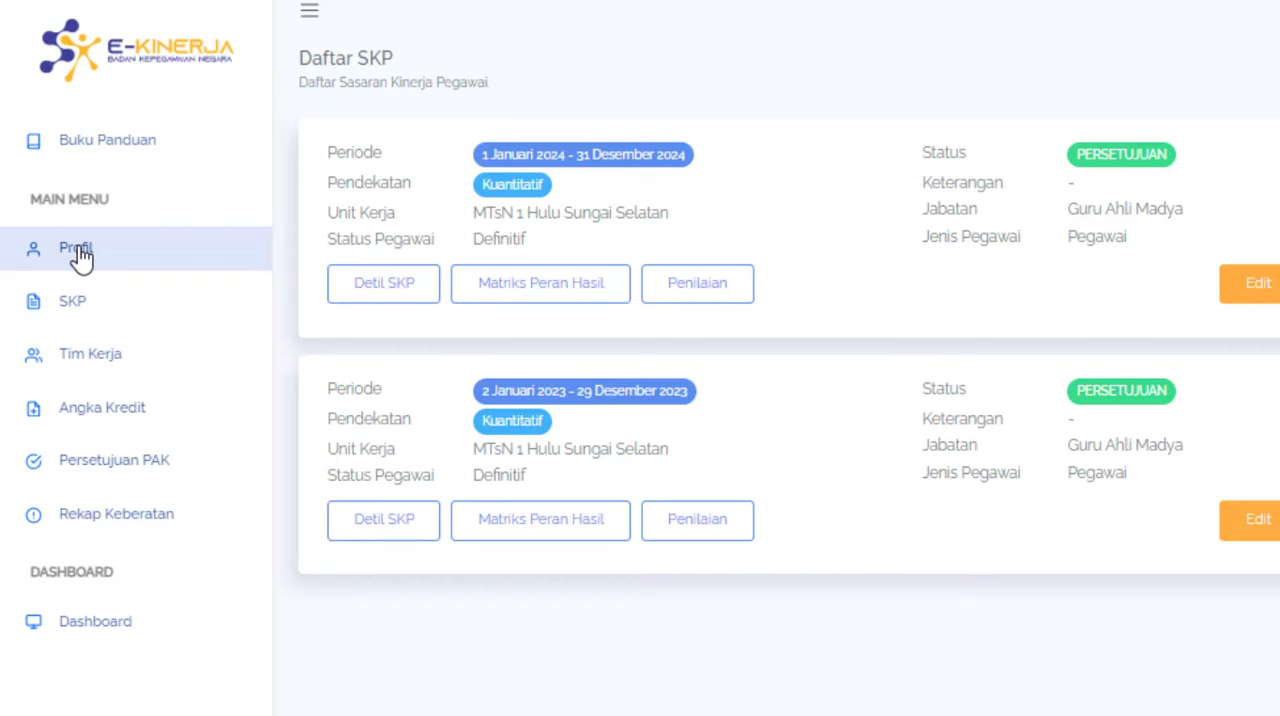 E-KINERJA
BADAN KEPEGAWAIAN NEGARA
Buku Panduan
MAIN MENU
Profil
SKP
Tim Kerja
Angka Kredit
Persetujuan PAK
Rekap Keberatan
DASHBOARD
Dashboard
Daftar SKP
Daftar Sasaran Kinerja Pegawai.
Periode 1 Januari 2024 - 31 Desember 2024
Pendekatan Kuantitatif
Unit Kerja MTsN 1 Hulu Sungai Selatan
Status Pegawai Definitif
Status PERSETUJUAN
Keterangan -
Jabatan Guru Ahli Madya
Jenis Pegawai Pegawai
Detil SKP Matriks Peran Hasil Penilaian Edit
Periode 2 Januari 2023 - 29 Desember 2023
Pendekatan Kuantitatif
Unit Kerja MTsN 1 Hulu Sungai Selatan
Status Pegawai Definitif
Status PERSETUJUAN
Keterangan -
Jabatan Guru Ahli Madya
Jenis Pegawai Pegawai
Detil SKP Matriks Peran Hasil Penilaian Edit